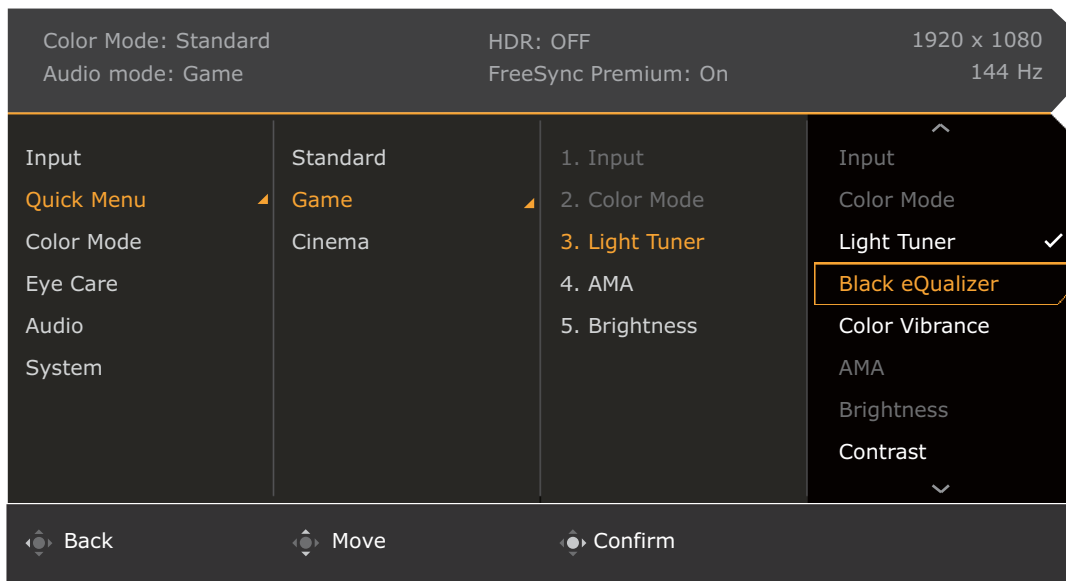 Color Mode: Standard
Audio mode: Game
HDR: OFF
FreeSync Premium: On
1920 x 1080
144 Hz
Input
Quick Menu
Color Mode
Eye Care
Audio
System
Standard
Game
Cinema
1. Input
2. Color Mode
3. Light Tuner
4. AMA
5. Brightness
Input
Color Mode
Light Tuner
Black eQualizer
Color Vibrance
AMA
Brightness
Contrast
Back
Move
Confirm